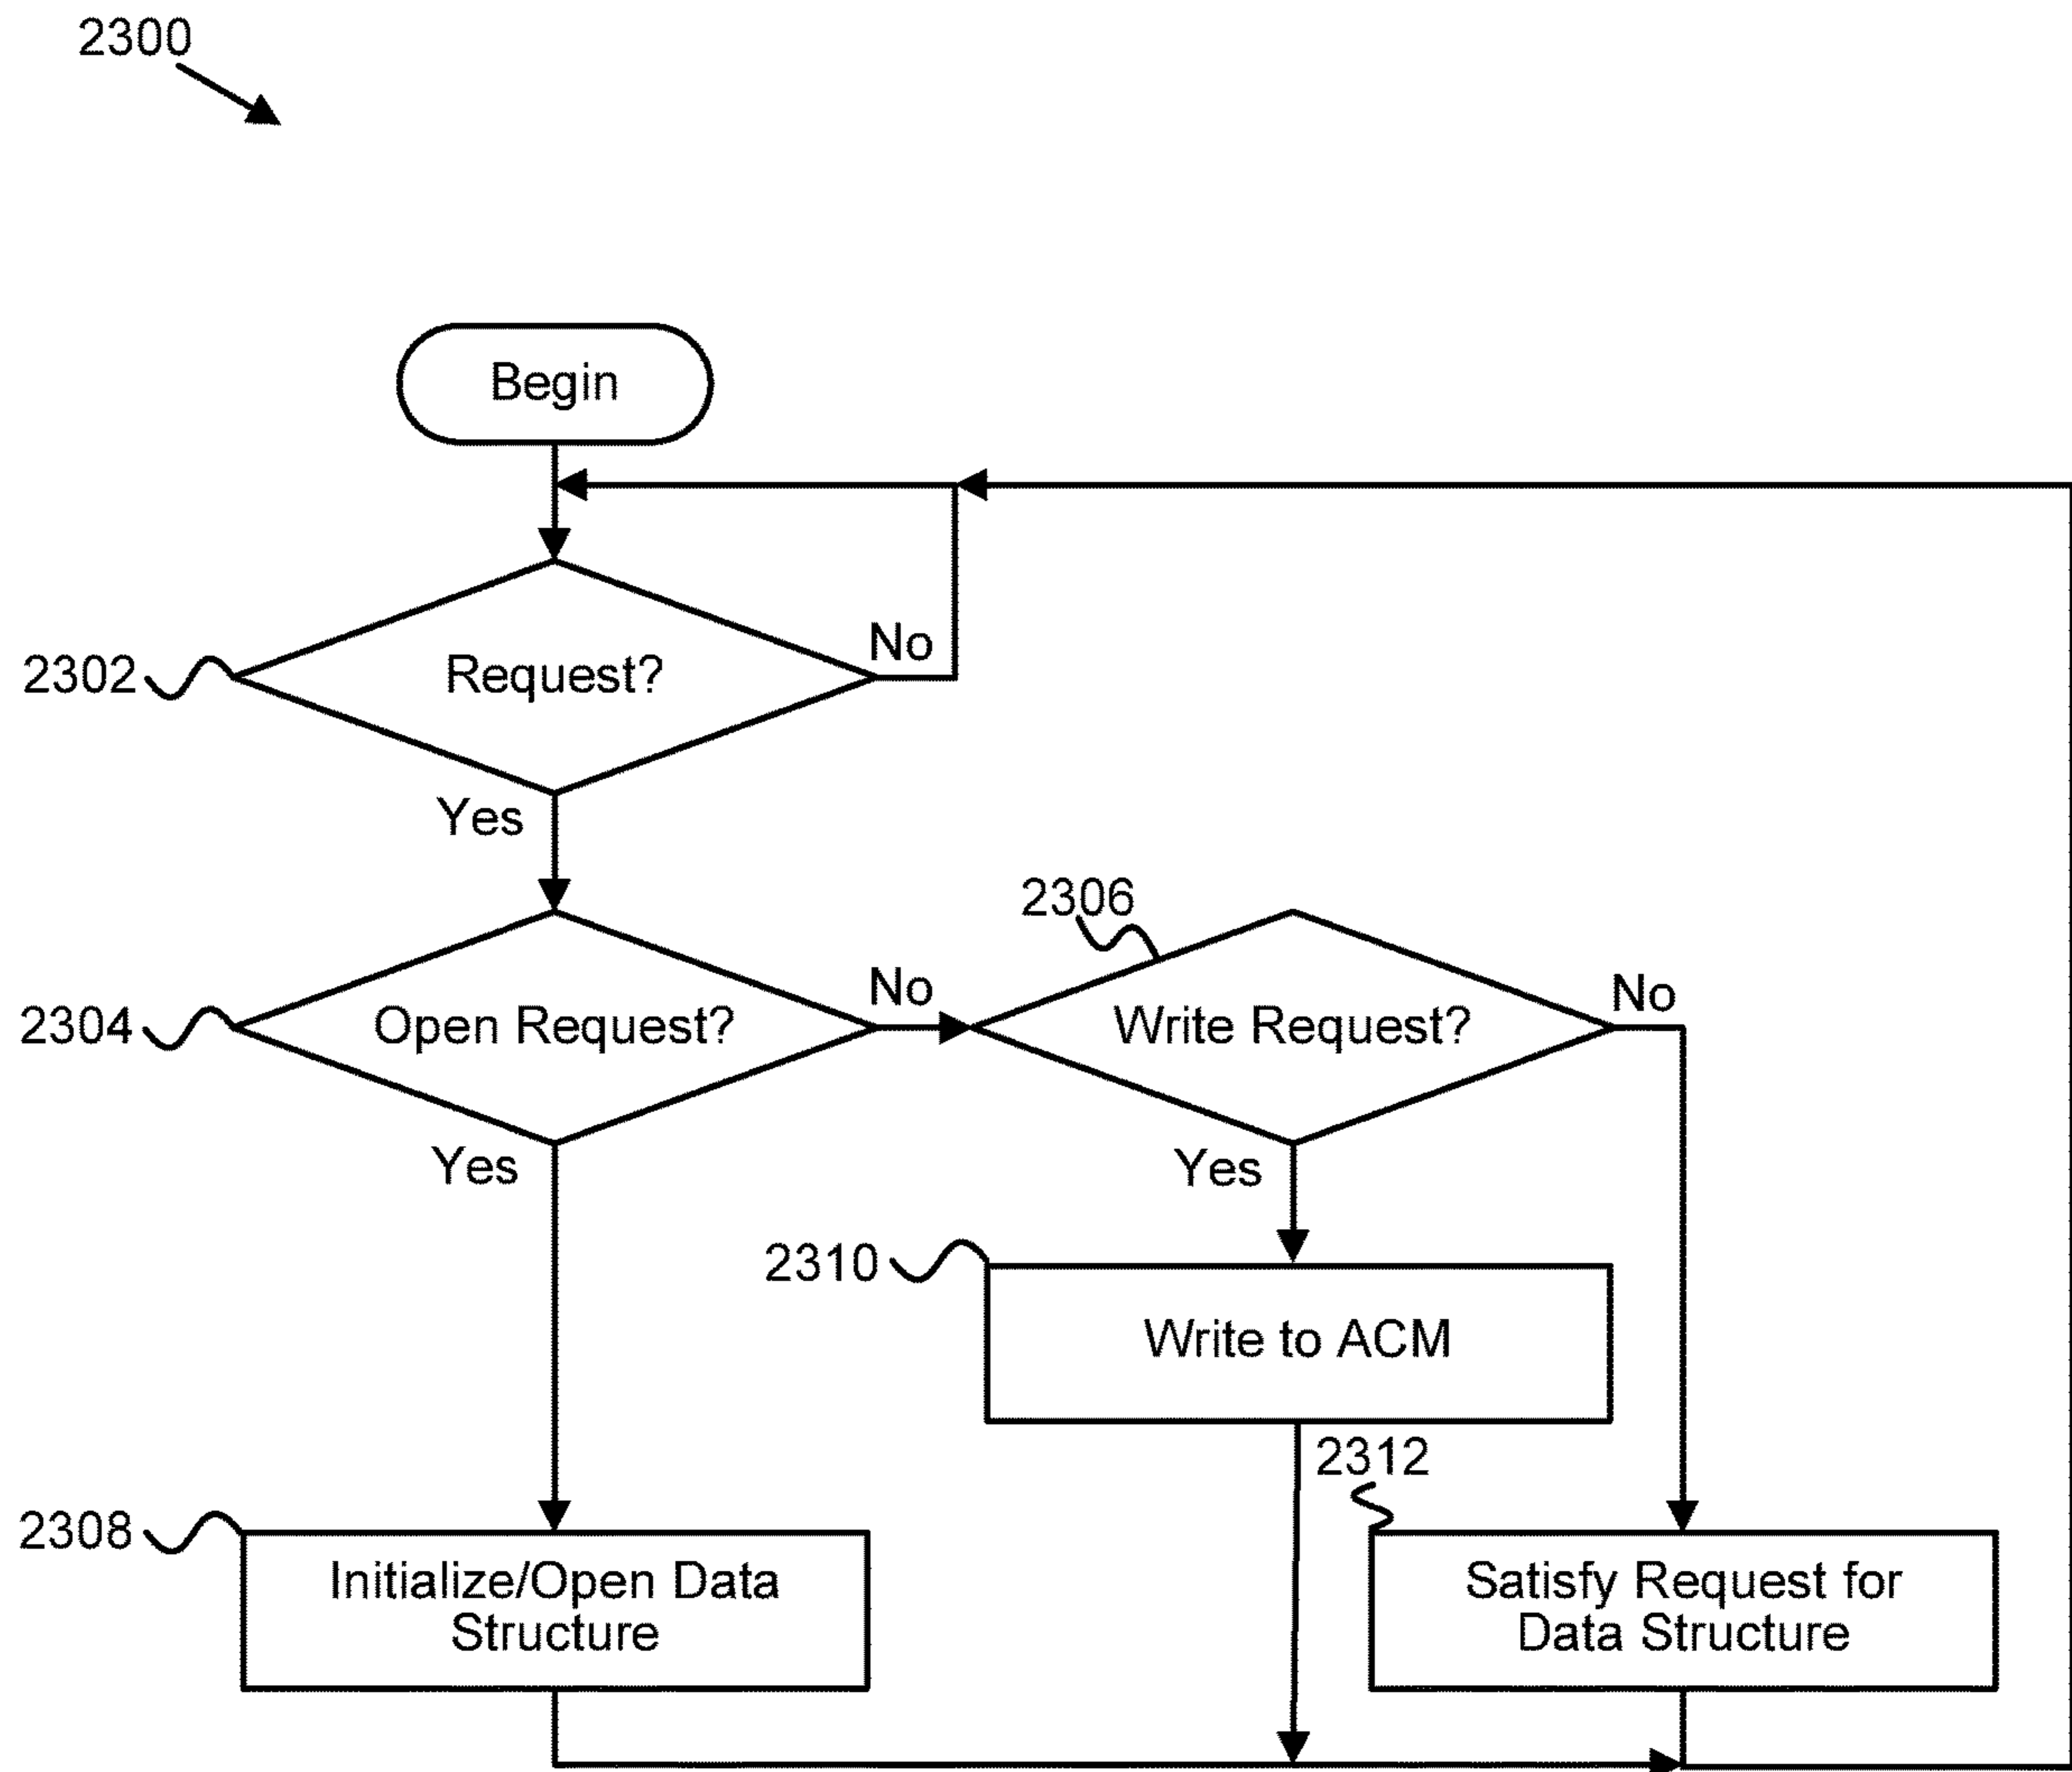 2300
Begin
2302
Request?
No
Yes
2304
Open Request?
No
2306
Write Request?
No
Yes
Yes
2310
Write to ACM
2308
Initialize/Open Data
Structure
2312
Satisfy Request for
Data Structure